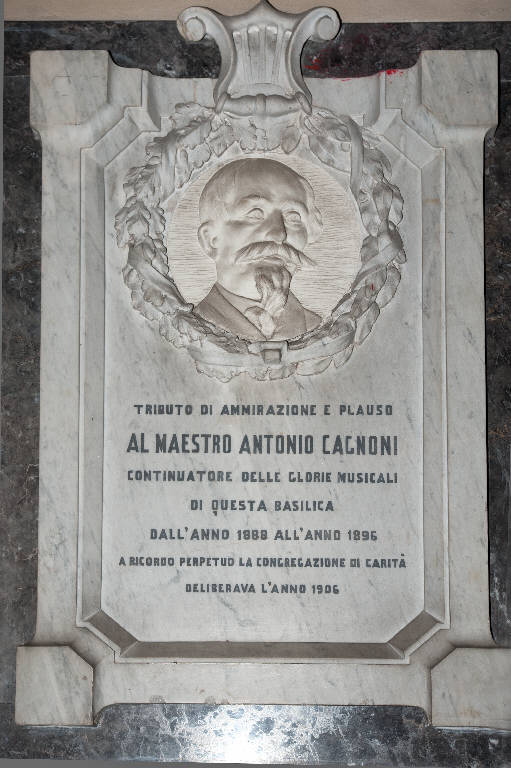 TRIBUTO DI AMMIRAZIONE E PLAUSO
AL MAESTRO ANTONIO CAGNONI
CONTINUATORE DELLE GLORIE MUSICALI
DI QUESTA BASILICA
DALL'ANNO 1888 ALL'ANNO 1896
A RICORDO PERPETUO LA CONGREGAZIONE DI CARITÀ
DELIBERAVA L'ANNO 1906